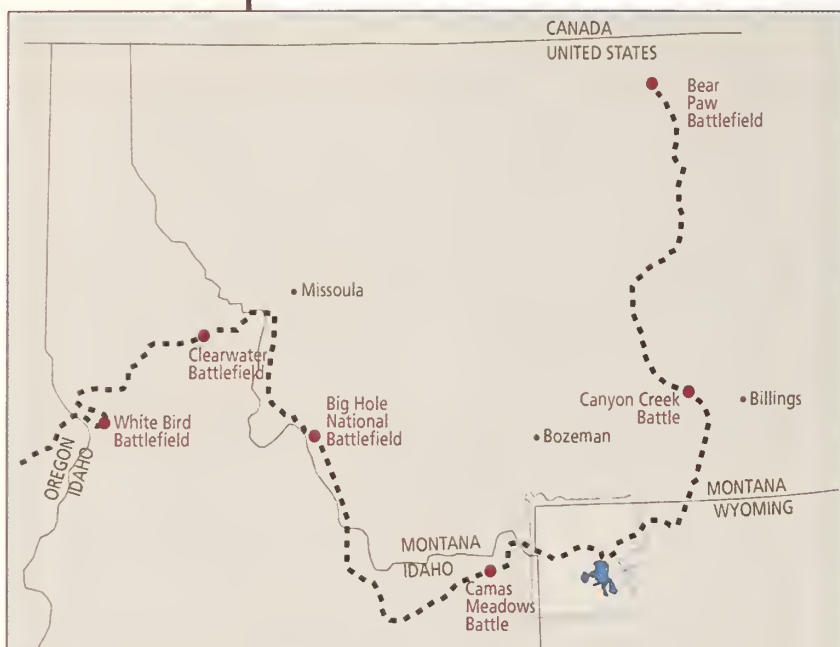 CANADA
UNITED STATES
Bear
Paw
Battlefield
Missoula
Clearwater
Battlefield
White Bird
Battlefield
Big Hole
National
Battlefield
Canyon Creek
Battle
Billings
Bozeman
OREGON
IDAHO
MONTANA
WYOMING
MONTANA
IDAHO
Camas
Meadows
Battle